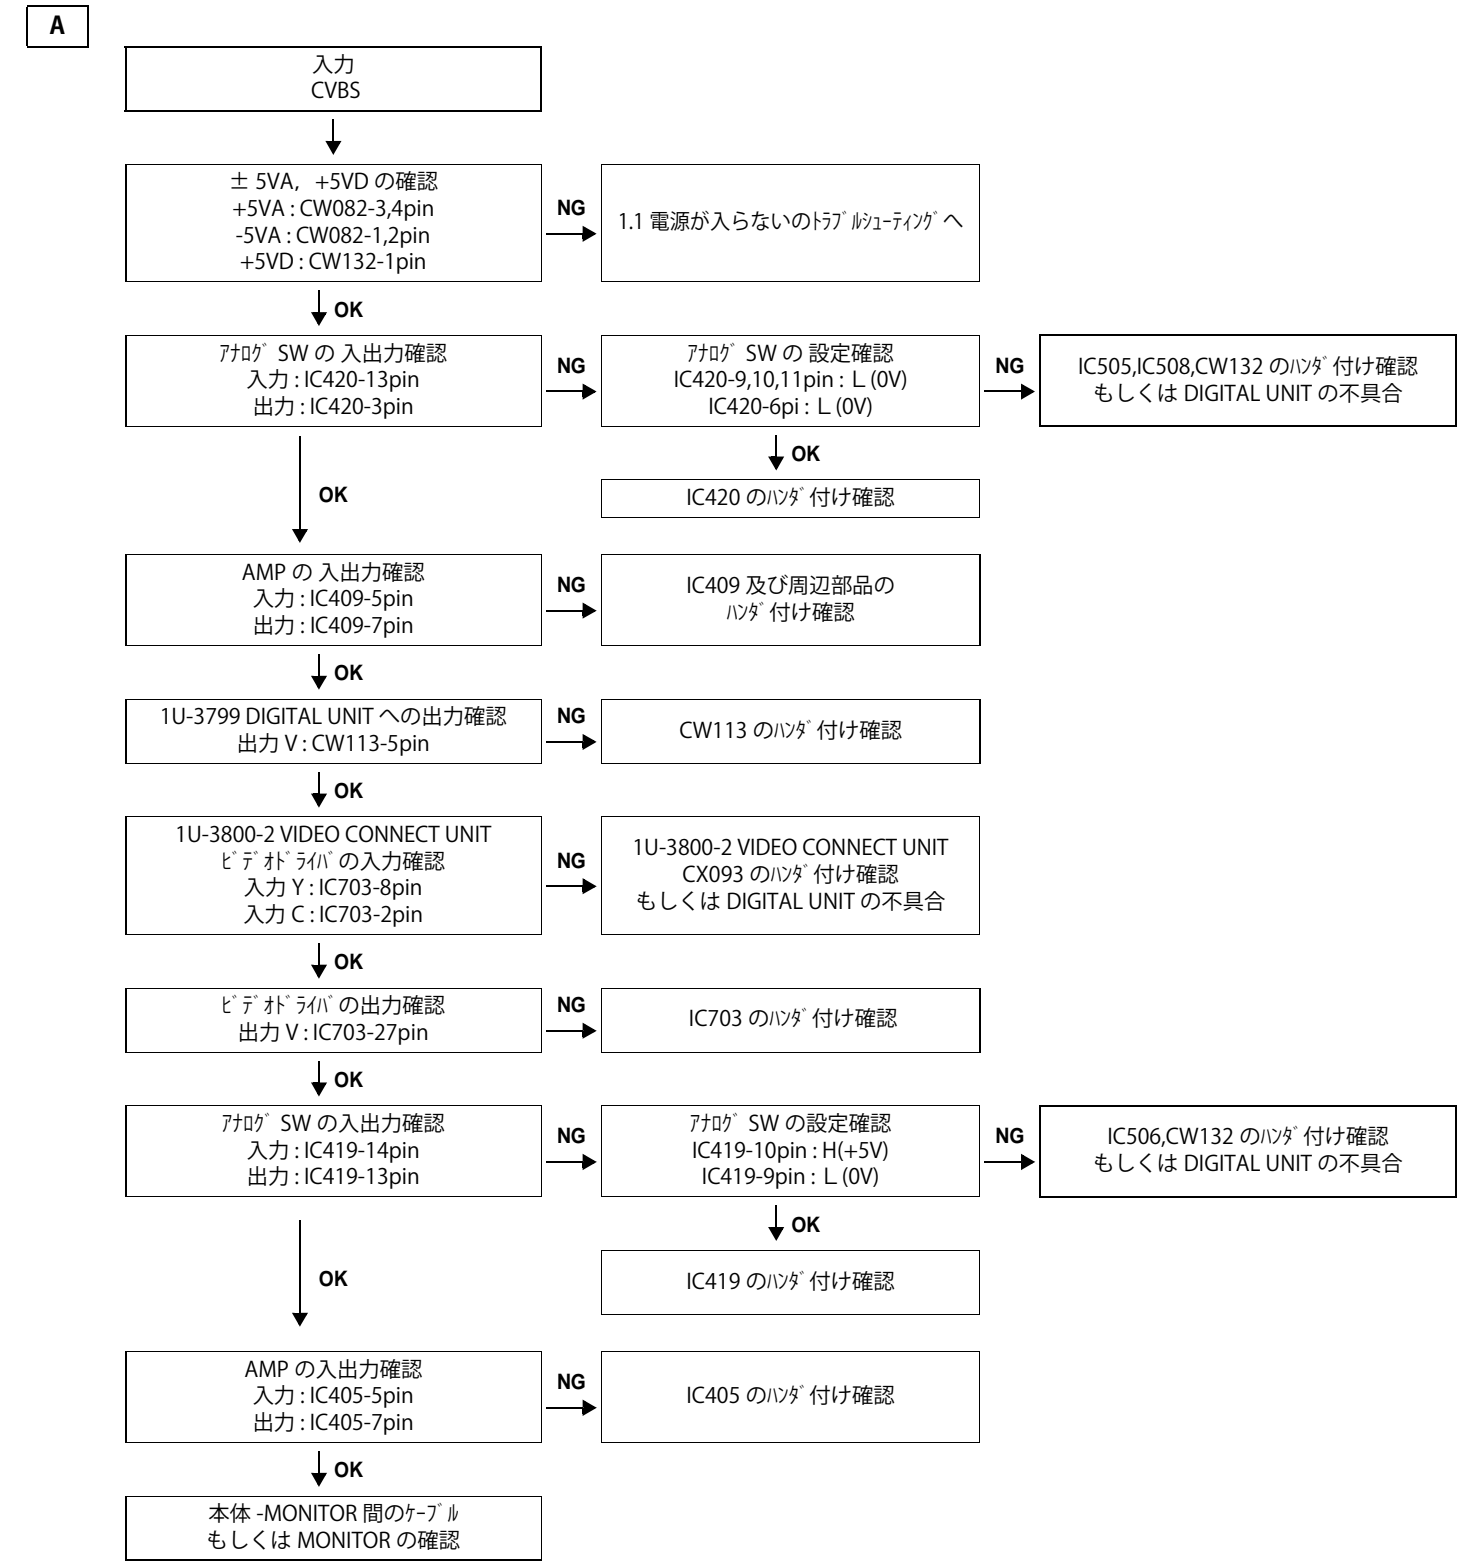 A
入力
CVBS
± 5VA, +5VD の確認
+5VA : CW082-3,4pin
-5VA : CW082-1,2pin
+5VD : CW132-1pin
NG
1.1 電源が入らないのﾄﾗﾌﾞﾙｼｭｰﾃｨﾝｸﾞへ
OK
ｱﾅﾛｸﾞ SW の 入出力確認
入力 : IC420-13pin
出力 : IC420-3pin
NG
ｱﾅﾛｸﾞ SW の 設定確認
IC420-9,10,11pin : L (0V)
IC420-6pi : L (0V)
NG
IC505,IC508,CW132 のﾊﾝﾀﾞ付け確認
もしくは DIGITAL UNIT の不具合
OK
IC420 のﾊﾝﾀﾞ付け確認
OK
AMP の 入出力確認
入力 : IC409-5pin
出力 : IC409-7pin
NG
IC409 及び周辺部品の
ﾊﾝﾀﾞ付け確認
OK
1U-3799 DIGITAL UNIT への出力確認
出力 V : CW113-5pin
NG
CW113 のﾊﾝﾀﾞ付け確認
OK
1U-3800-2 VIDEO CONNECT UNIT
ﾋﾞﾃﾞｵﾄﾞﾗｲﾊﾞの入力確認
入力 Y : IC703-8pin
入力 C : IC703-2pin
NG
1U-3800-2 VIDEO CONNECT UNIT
CX093 のﾊﾝﾀﾞ付け確認
もしくは DIGITAL UNIT の不具合
OK
ﾋﾞﾃﾞｵﾄﾞﾗｲﾊﾞの出力確認
出力 V : IC703-27pin
NG
IC703 のﾊﾝﾀﾞ付け確認
OK
ｱﾅﾛｸﾞ SW の入出力確認
入力 : IC419-14pin
出力 : IC419-13pin
NG
ｱﾅﾛｸﾞ SW の設定確認
IC419-10pin : H(+5V)
IC419-9pin : L (0V)
NG
IC506,CW132 のﾊﾝﾀﾞ付け確認
もしくは DIGITAL UNIT の不具合
OK
IC419 のﾊﾝﾀﾞ付け確認
OK
AMP の入出力確認
入力 : IC405-5pin
出力 : IC405-7pin
NG
IC405 のﾊﾝﾀﾞ付け確認
OK
本体 -MONITOR 間のｹｰﾌﾞﾙ
もしくは MONITOR の確認